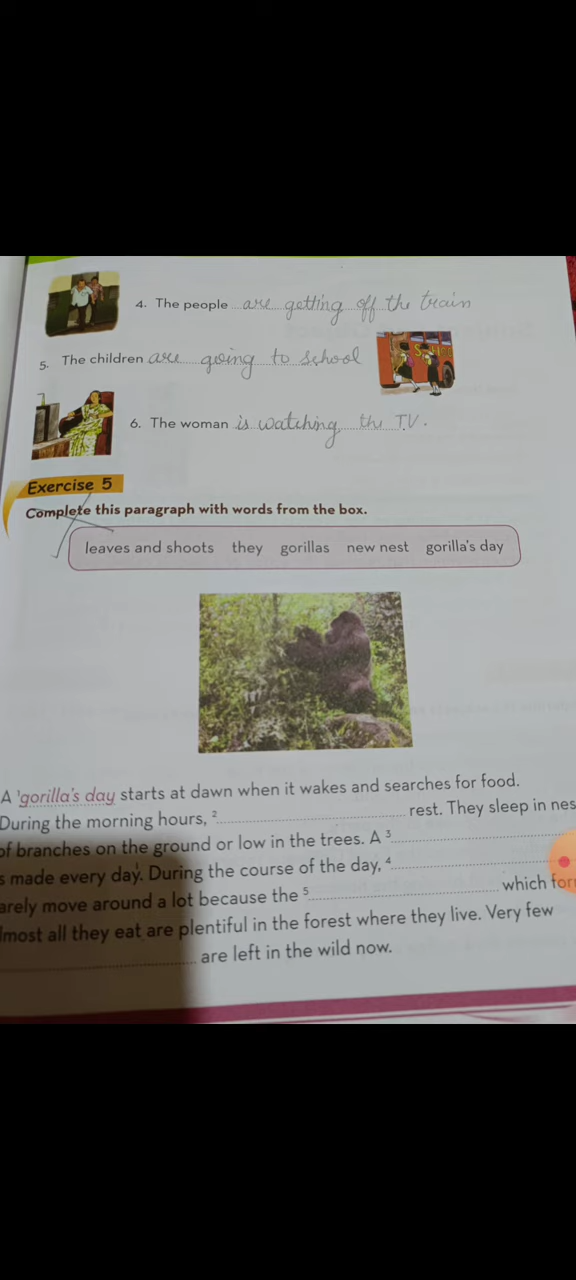 4. The people are getting off the train
5. The children are going to school
6. The woman is watching the TV.
Exercise 5
Complete this paragraph with words from the box.
leaves and shoots they gorillas new nest gorilla's day
A 1gorilla's day starts at dawn when it wakes and searches for food.
During the morning hours, 2 rest. They sleep in nes
of branches on the ground or low in the trees. A 3
s made every day. During the course of the day, 4
arely move around a lot because the 5 which for
lmost all they eat are plentiful in the forest where they live. Very few
are left in the wild now.